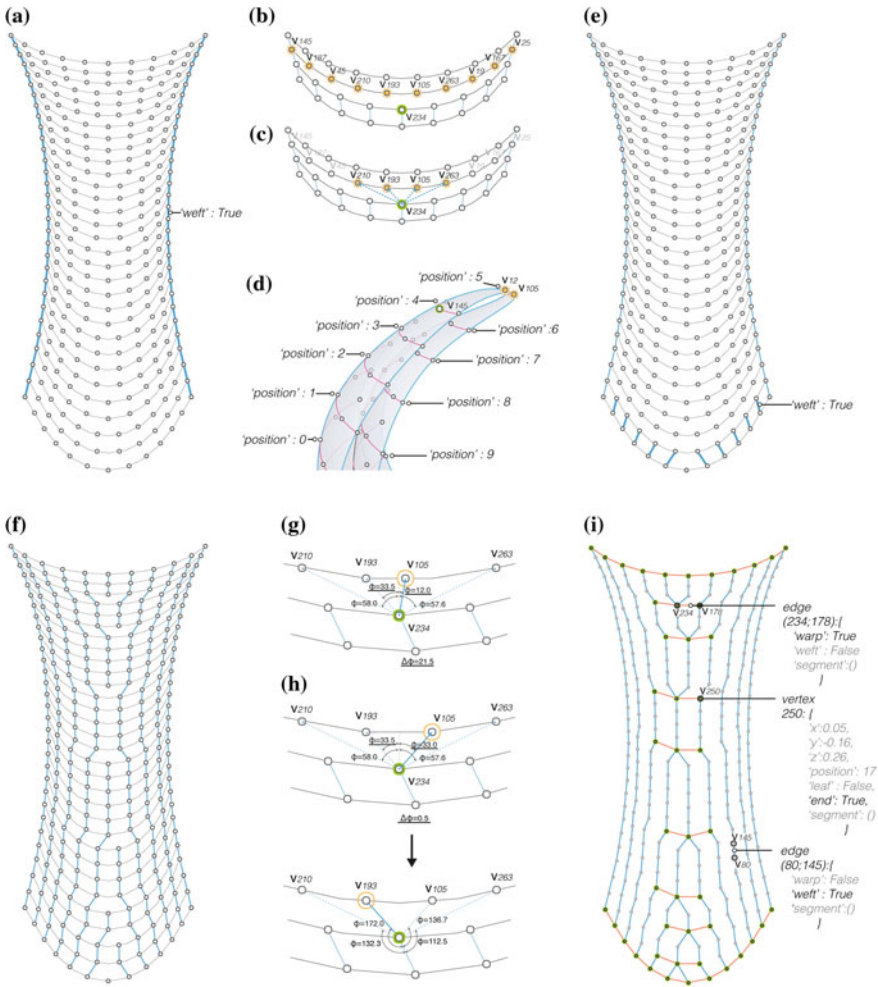 (a)
'weft' : True
(b)
V145
V187
V45
V210
V193
V105
V263
V19
V167
V25
V234
(c)
V210
V193
V105
V263
V234
(d)
'position' : 5
V12
V105
'position' : 4
V145
'position' : 3
'position' :6
'position' : 2
'position' : 7
'position' : 1
'position' : 8
'position' : 0
'position' : 9
(e)
'weft' : True
(f)
(g)
V210
V193
V105
V263
ϕ=33.5
ϕ=12.0
ϕ=58.0
ϕ=57.6
V234
Δϕ=21.5
(h)
V210
V193
V105
V263
ϕ=33.5
ϕ=33.0
ϕ=58.0
ϕ=57.6
V234
Δϕ=0.5
V210
V193
V105
V263
ϕ=172.0
ϕ=136.7
ϕ=132.3
ϕ=112.5
(i)
V234
V178
edge
(234;178):{
'warp': True
'weft' : False
'segment':()
}
V250
vertex
250: {
'x':0.05,
'y':-0.16,
'z':0.26,
'position': 17
'leaf' : False,
'end': True,
'segment': ()
}
V145
V80
edge
(80;145):{
'warp': False
'weft' : True
'segment':()
}